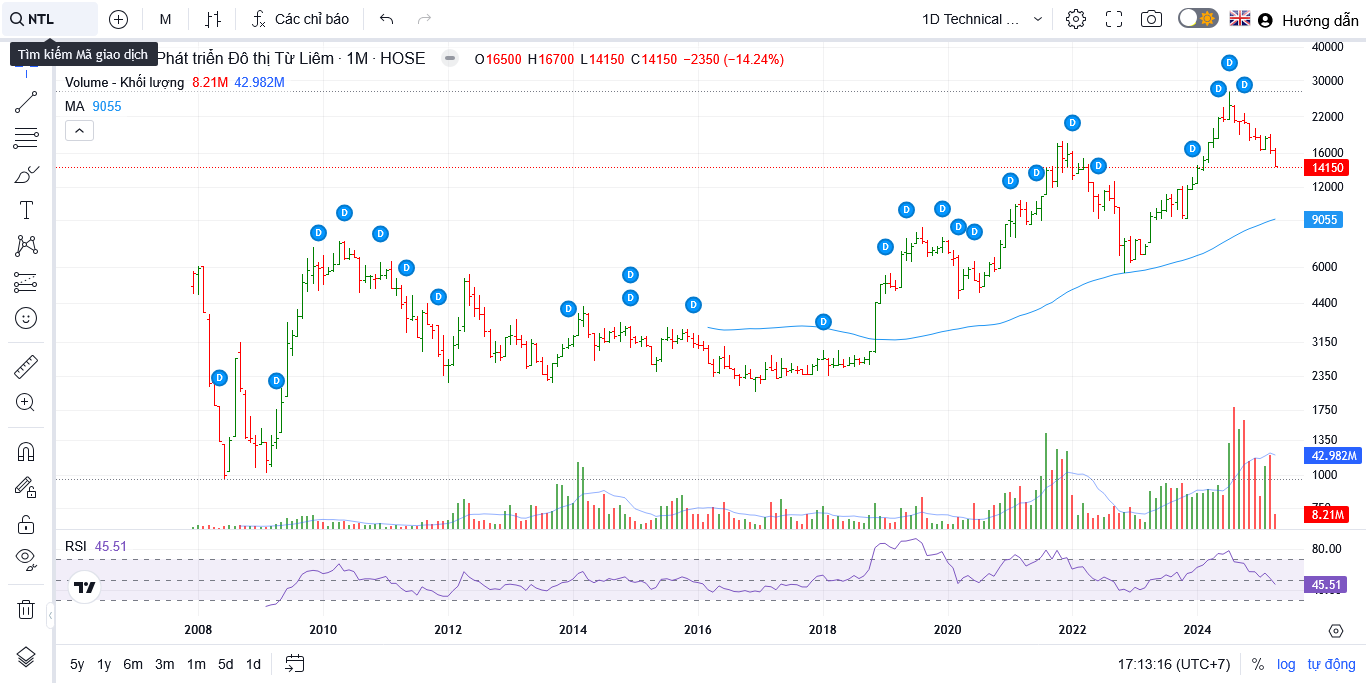 NTL
M
Các chỉ báo
1D Technical ...
Hướng dẫn
Tìm kiếm Mã giao dịch
Phát triển Đô thị Từ Liêm · 1M · HOSE
O16500 H16700 L14150 C14150 −2350 (−14.24%)
Volume - Khối lượng 8.21M 42.982M
MA 9055
D D D D D D D D D D D D D D D D D D D D D D D D D D
40000
30000
22000
16000
14150
12000
9055
6000
4400
3150
2350
1750
1350
42.982M
1000
8.21M
RSI 45.51
80.00
45.51
2008 2010 2012 2014 2016 2018 2020 2022 2024
5y 1y 6m 3m 1m 5d 1d
17:13:16 (UTC+7)
% log tự động